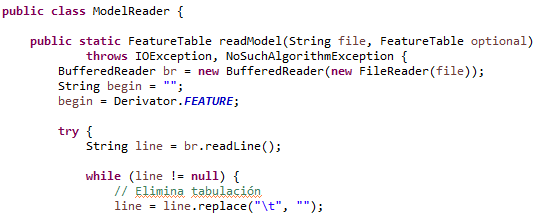 public class ModelReader {
public static FeatureTable readModel(String file, FeatureTable optional)
throws IOException, NoSuchAlgorithmException {
BufferedReader br = new BufferedReader(new FileReader(file));
String begin = "";
begin = Derivator.FEATURE;
try {
String line = br.readLine();
while (line != null) {
// Elimina tabulación
line = line.replace("\t", "");